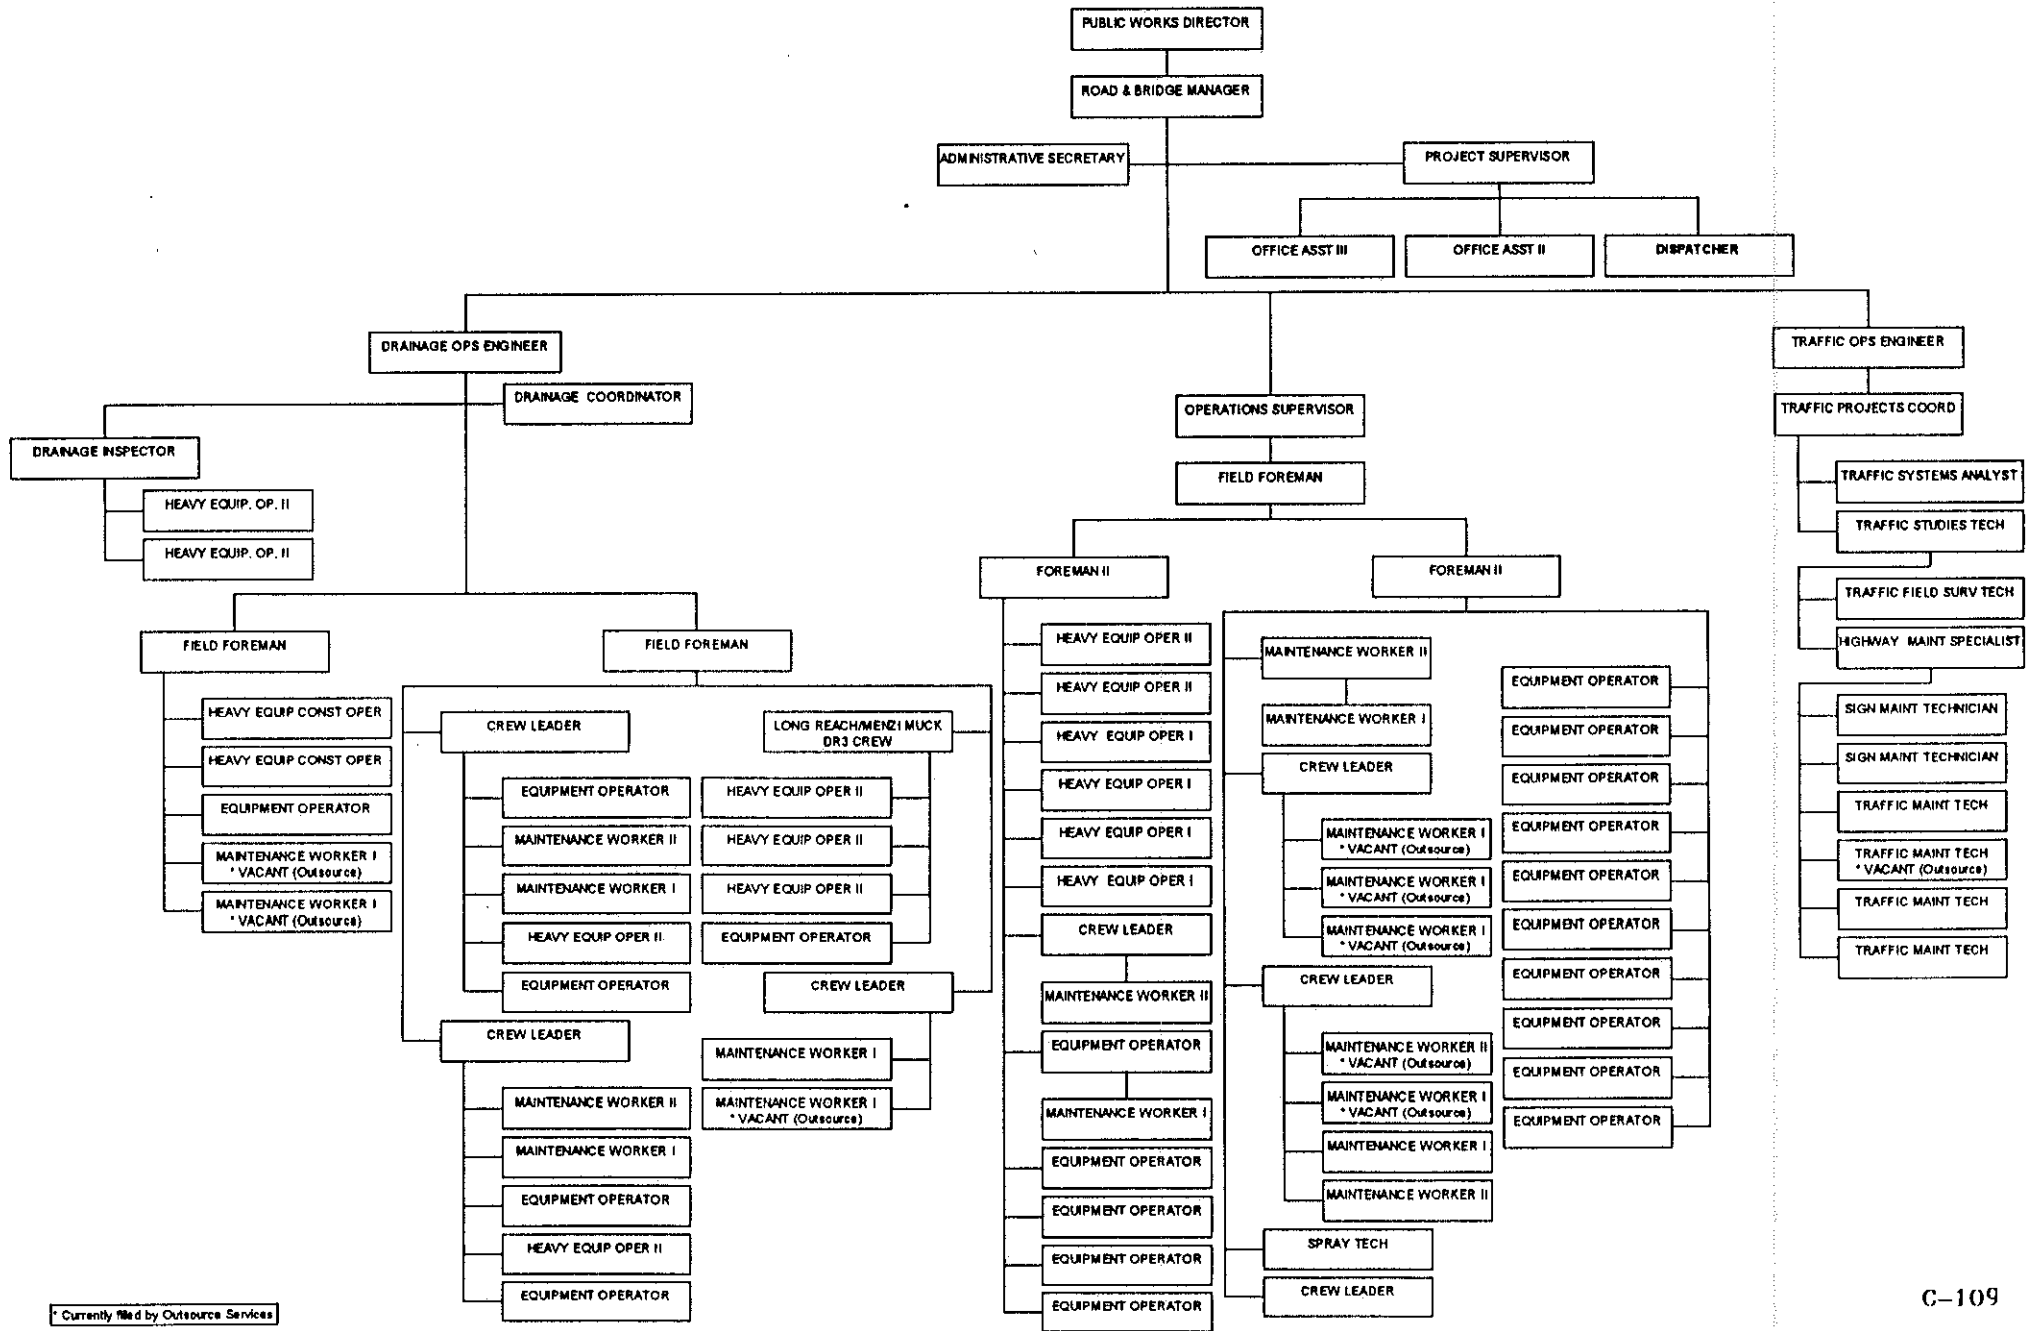 PUBLIC WORKS DIRECTOR
ROAD & BRIDGE MANAGER
ADMINISTRATIVE SECRETARY
PROJECT SUPERVISOR
OFFICE ASST III
OFFICE ASST II
DISPATCHER
DRAINAGE OPS ENGINEER
DRAINAGE COORDINATOR
DRAINAGE INSPECTOR
HEAVY EQUIP. OP. II
HEAVY EQUIP. OP. II
FIELD FOREMAN
HEAVY EQUIP CONST OPER
HEAVY EQUIP CONST OPER
EQUIPMENT OPERATOR
MAINTENANCE WORKER I
* VACANT (Outsource)
MAINTENANCE WORKER I
* VACANT (Outsource)
FIELD FOREMAN
CREW LEADER
EQUIPMENT OPERATOR
MAINTENANCE WORKER II
MAINTENANCE WORKER I
HEAVY EQUIP OPER II
EQUIPMENT OPERATOR
CREW LEADER
MAINTENANCE WORKER II
MAINTENANCE WORKER I
EQUIPMENT OPERATOR
HEAVY EQUIP OPER II
EQUIPMENT OPERATOR
LONG REACH/MENZI MUCK
DR3 CREW
HEAVY EQUIP OPER II
HEAVY EQUIP OPER II
HEAVY EQUIP OPER II
EQUIPMENT OPERATOR
CREW LEADER
MAINTENANCE WORKER I
MAINTENANCE WORKER I
* VACANT (Outsource)
OPERATIONS SUPERVISOR
FIELD FOREMAN
FOREMAN II
HEAVY EQUIP OPER II
HEAVY EQUIP OPER II
HEAVY EQUIP OPER I
HEAVY EQUIP OPER I
HEAVY EQUIP OPER I
HEAVY EQUIP OPER I
CREW LEADER
MAINTENANCE WORKER II
EQUIPMENT OPERATOR
MAINTENANCE WORKER I
EQUIPMENT OPERATOR
EQUIPMENT OPERATOR
EQUIPMENT OPERATOR
EQUIPMENT OPERATOR
FOREMAN II
MAINTENANCE WORKER II
MAINTENANCE WORKER I
CREW LEADER
MAINTENANCE WORKER I
* VACANT (Outsource)
MAINTENANCE WORKER I
* VACANT (Outsource)
MAINTENANCE WORKER I
* VACANT (Outsource)
CREW LEADER
MAINTENANCE WORKER II
* VACANT (Outsource)
MAINTENANCE WORKER I
* VACANT (Outsource)
MAINTENANCE WORKER I
MAINTENANCE WORKER II
SPRAY TECH
CREW LEADER
EQUIPMENT OPERATOR
EQUIPMENT OPERATOR
EQUIPMENT OPERATOR
EQUIPMENT OPERATOR
EQUIPMENT OPERATOR
EQUIPMENT OPERATOR
EQUIPMENT OPERATOR
EQUIPMENT OPERATOR
EQUIPMENT OPERATOR
EQUIPMENT OPERATOR
TRAFFIC OPS ENGINEER
TRAFFIC PROJECTS COORD
TRAFFIC SYSTEMS ANALYST
TRAFFIC STUDIES TECH
TRAFFIC FIELD SURV TECH
HIGHWAY MAINT SPECIALIST
SIGN MAINT TECHNICIAN
SIGN MAINT TECHNICIAN
TRAFFIC MAINT TECH
TRAFFIC MAINT TECH
* VACANT (Outsource)
TRAFFIC MAINT TECH
TRAFFIC MAINT TECH
* Currently filled by Outsource Services
C-109